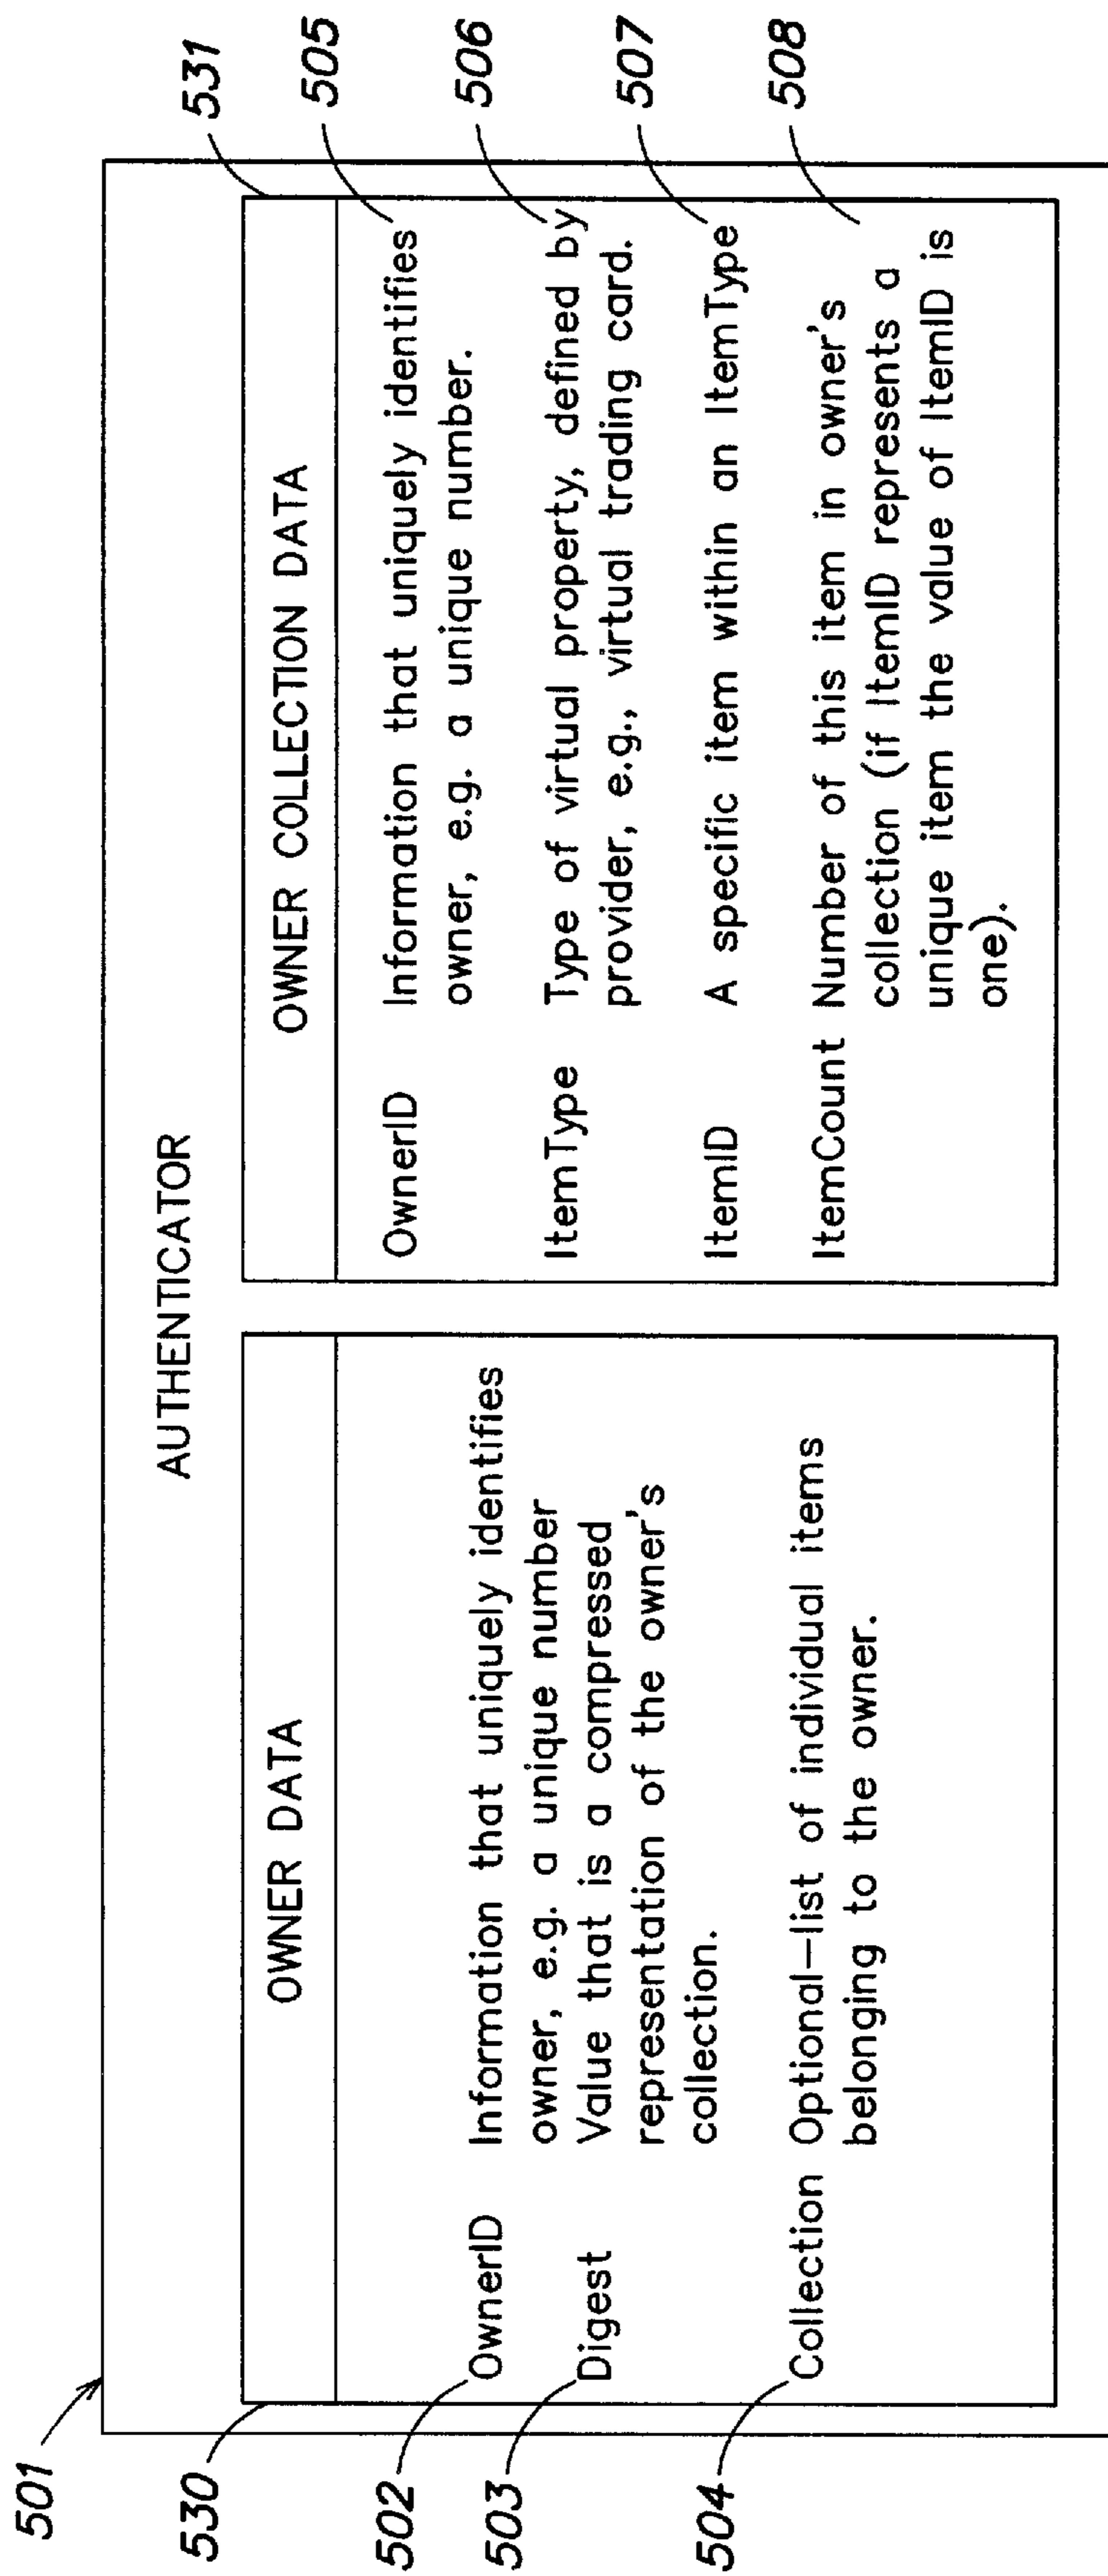 501
AUTHENTICATOR
530
OWNER DATA
502
OwnerID Information that uniquely identifies
owner, e.g. a unique number
503
Digest Value that is a compressed
representation of the owner's
collection.
504
Collection Optional—list of individual items
belonging to the owner.
531
OWNER COLLECTION DATA
505
OwnerID Information that uniquely identifies
owner, e.g. a unique number.
506
ItemType Type of virtual property, defined by
provider, e.g., virtual trading card.
507
ItemID A specific item within an ItemType
508
ItemCount Number of this item in owner's
collection (if ItemID represents a
unique item the value of ItemID is
one).